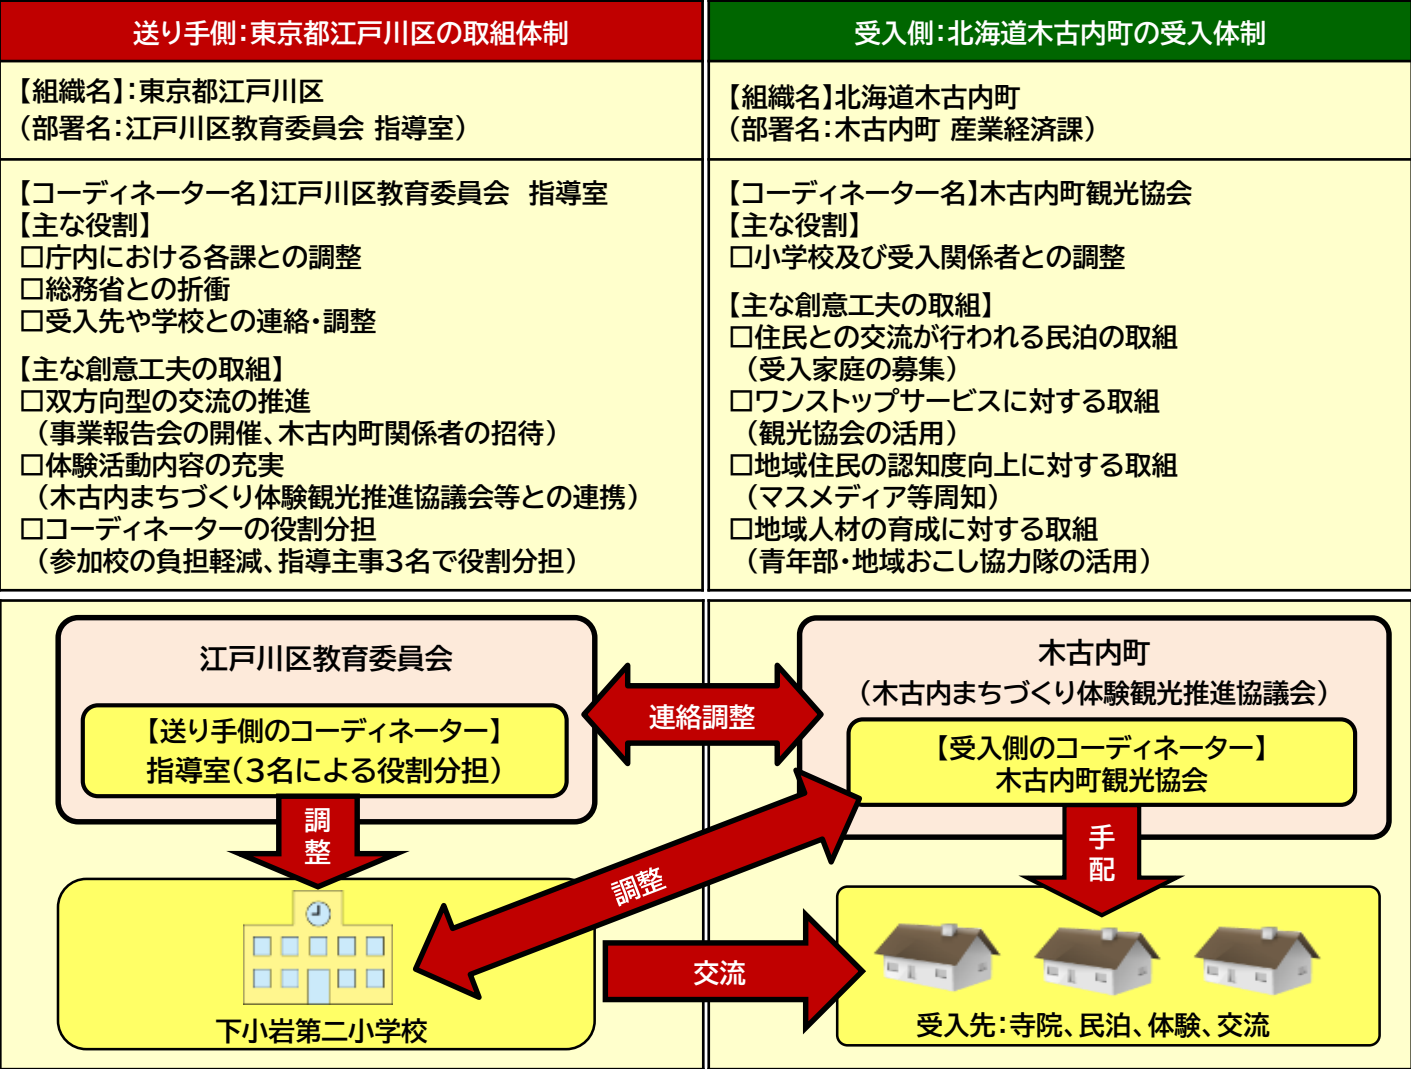 送り手側：東京都江戸川区の取組体制
【組織名】：東京都江戸川区
（部署名：江戸川区教育委員会 指導室）
【コーディネーター名】江戸川区教育委員会　指導室
【主な役割】
□庁内における各課との調整
□総務省との折衝
□受入先や学校との連絡・調整
【主な創意工夫の取組】
□双方向型の交流の推進
（事業報告会の開催、木古内町関係者の招待）
□体験活動内容の充実
（木古内まちづくり体験観光推進協議会等との連携）
□コーディネーターの役割分担
（参加校の負担軽減、指導主事３名で役割分担）
受入側：北海道木古内町の受入体制
【組織名】北海道木古内町
（部署名：木古内町 産業経済課）
【コーディネーター名】木古内町観光協会
【主な役割】
□小学校及び受入関係者との調整
【主な創意工夫の取組】
□住民との交流が行われる民泊の取組
（受入家庭の募集）
□ワンストップサービスに対する取組
（観光協会の活用）
□地域住民の認知度向上に対する取組
（マスメディア等周知）
□地域人材の育成に対する取組
（青年部・地域おこし協力隊の活用）
江戸川区教育委員会
【送り手側のコーディネーター】
指導室（３名による役割分担）
連絡調整
木古内町
（木古内まちづくり体験観光推進協議会）
【受入側のコーディネーター】
木古内町観光協会
調整
手配
調整
交流
下小岩第二小学校
受入先：寺院、民泊、体験、交流